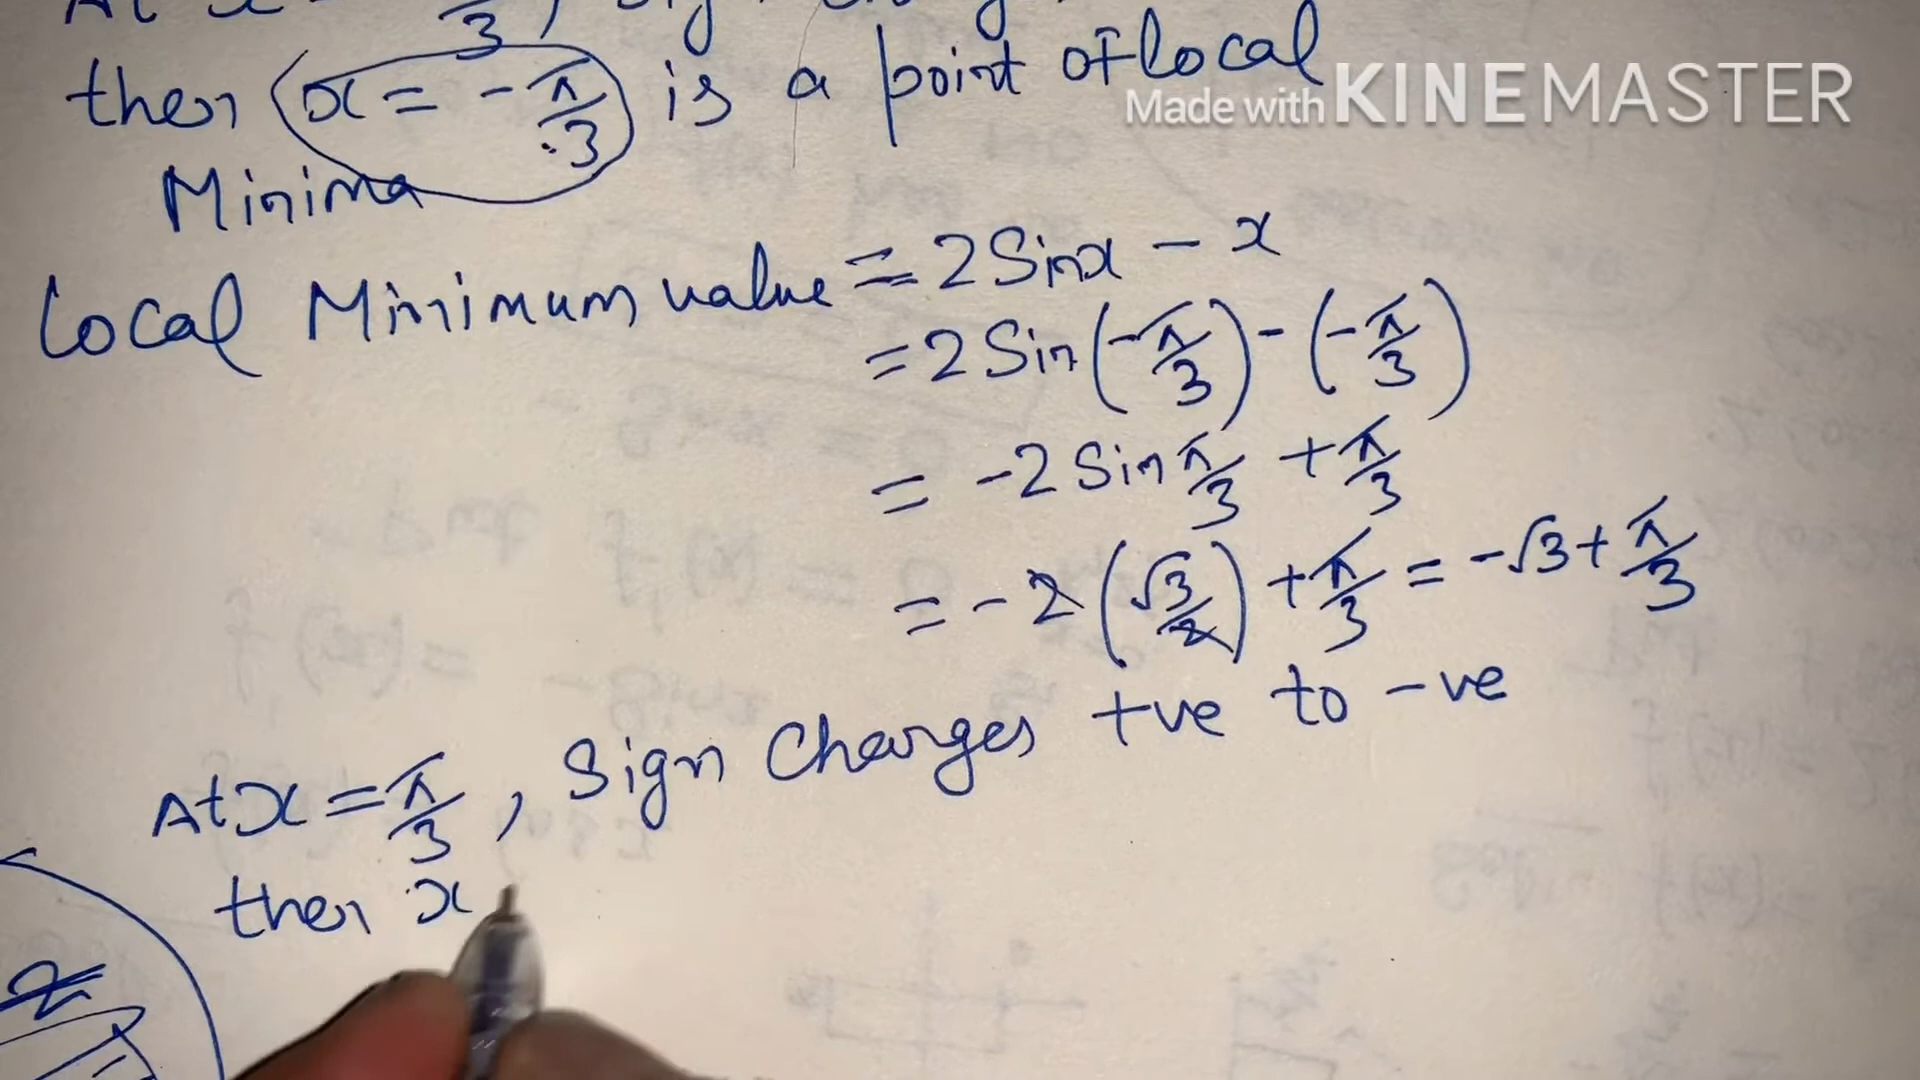 then x = -π/3 is a point of local
Made with KINEMASTER
Minima
Local Minimum value = 2Sinx - x
= 2Sin(-π/3) - (-π/3)
= -2Sin π/3 + π/3
= -2(√3/2) + π/3 = -√3 + π/3
At x = π/3, Sign Changes +ve to -ve
then x